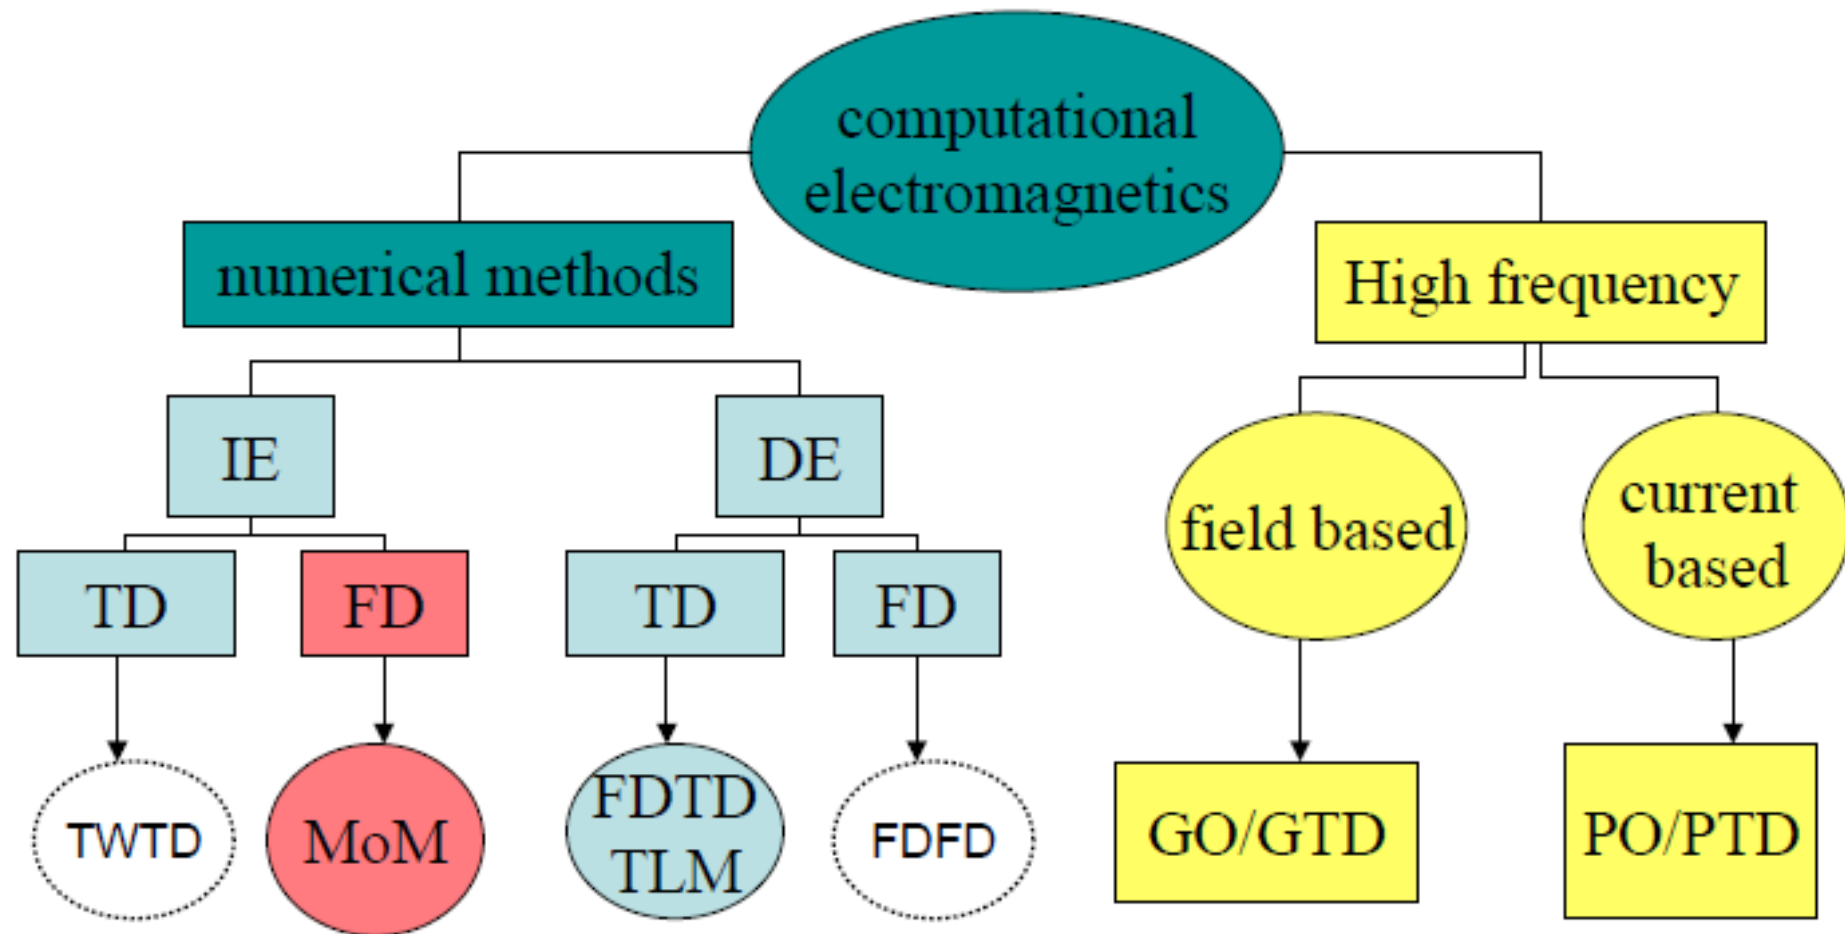 computational
electromagnetics
numerical methods
High frequency
IE
DE
field based
current
based
TD
FD
TD
FD
TWTD
MoM
FDTD
TLM
FDFD
GO/GTD
PO/PTD